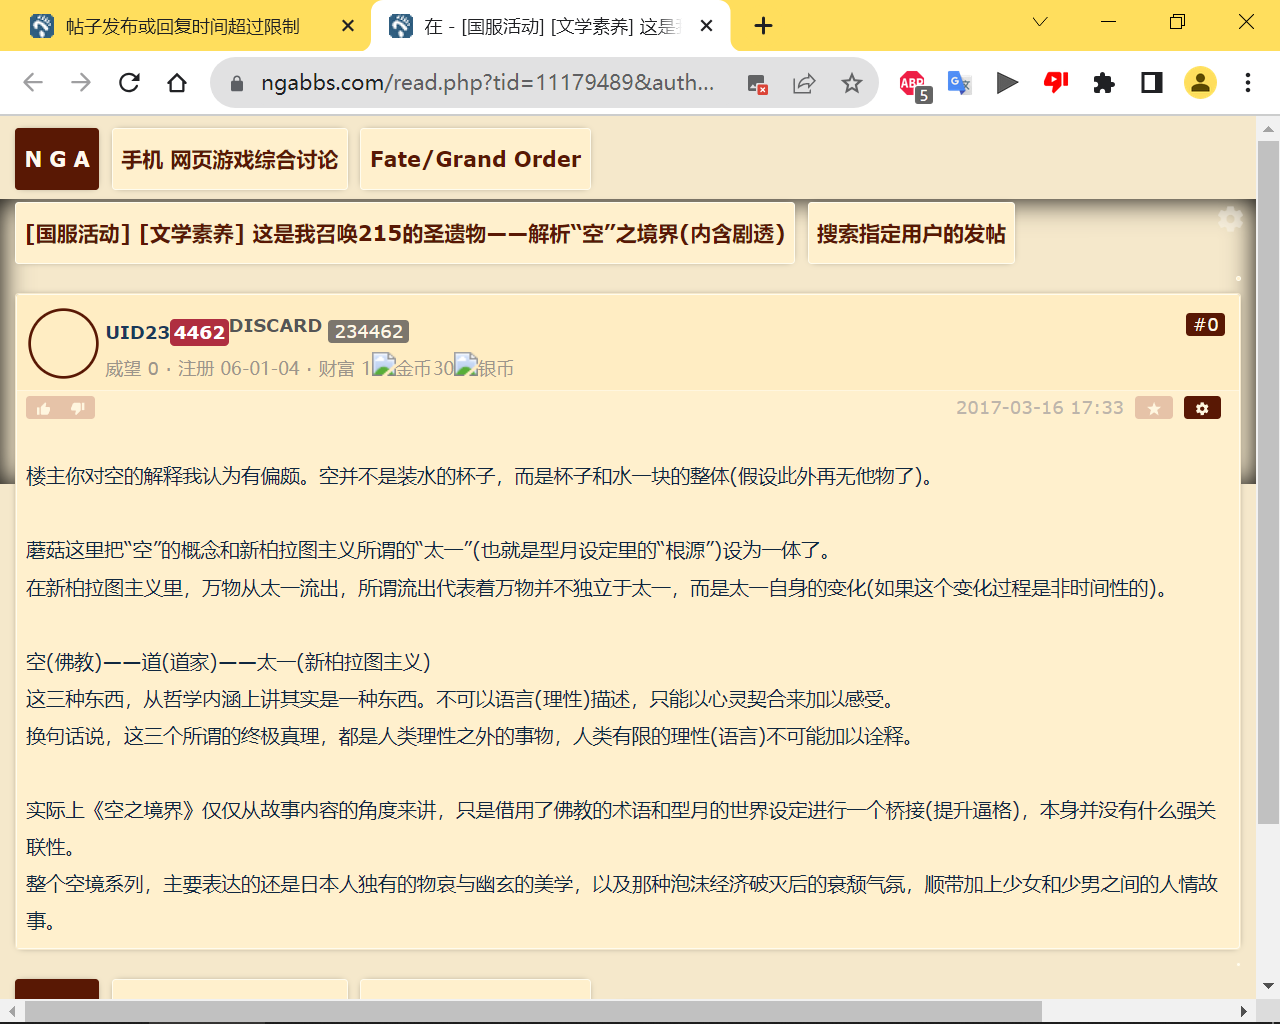 帖子发布或回复时间超过限制
在 - [国服活动] [文学素养] 这是
ngabbs.com/read.php?tid=11179489&auth...
ABP
5
N G A
手机 网页游戏综合讨论
Fate/Grand Order
[国服活动] [文学素养] 这是我召唤215的圣遗物——解析“空”之境界(内含剧透)
搜索指定用户的发帖
UID234462DISCARD 234462
#0
威望 0 · 注册 06-01-04 · 财富 1金币30银币
2017-03-16 17:33
楼主你对空的解释我认为有偏颇。空并不是装水的杯子，而是杯子和水一块的整体(假设此外再无他物了)。
蘑菇这里把“空”的概念和新柏拉图主义所谓的“太一”(也就是型月设定里的“根源”)设为一体了。
在新柏拉图主义里，万物从太一流出，所谓流出代表着万物并不独立于太一，而是太一自身的变化(如果这个变化过程是非时间性的)。
空(佛教)——道(道家)——太一(新柏拉图主义)
这三种东西，从哲学内涵上讲其实是一种东西。不可以语言(理性)描述，只能以心灵契合来加以感受。
换句话说，这三个所谓的终极真理，都是人类理性之外的事物，人类有限的理性(语言)不可能加以诠释。
实际上《空之境界》仅仅从故事内容的角度来讲，只是借用了佛教的术语和型月的世界设定进行一个桥接(提升逼格)，本身并没有什么强关
联性。
整个空境系列，主要表达的还是日本人独有的物哀与幽玄的美学，以及那种泡沫经济破灭后的衰颓气氛，顺带加上少女和少男之间的人情故
事。